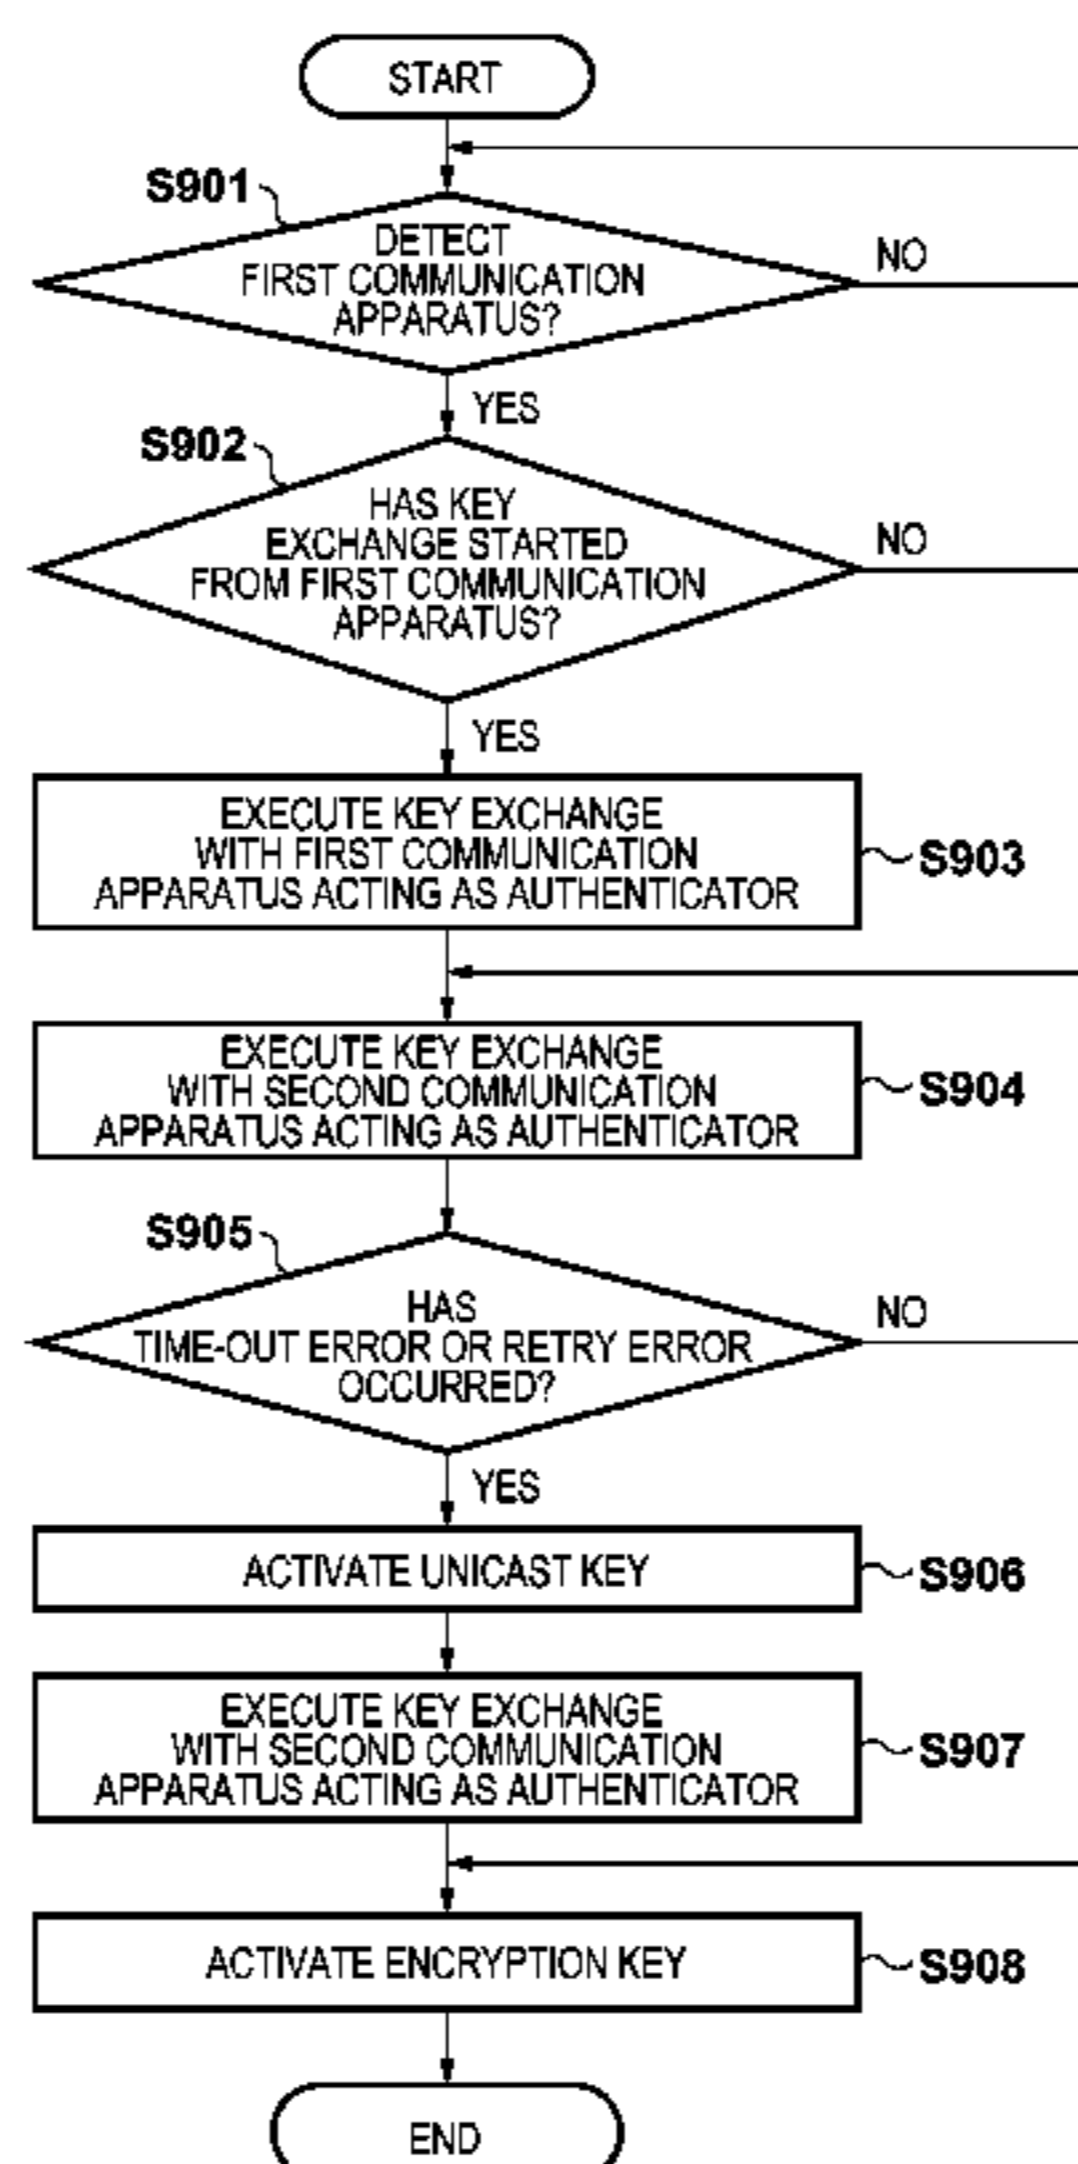 START
S901
DETECT
FIRST COMMUNICATION
APPARATUS?
NO
YES
S902
HAS KEY
EXCHANGE STARTED
FROM FIRST COMMUNICATION
APPARATUS?
NO
YES
EXECUTE KEY EXCHANGE
WITH FIRST COMMUNICATION
APPARATUS ACTING AS AUTHENTICATOR
S903
EXECUTE KEY EXCHANGE
WITH SECOND COMMUNICATION
APPARATUS ACTING AS AUTHENTICATOR
S904
S905
HAS
TIME-OUT ERROR OR RETRY ERROR
OCCURRED?
NO
YES
ACTIVATE UNICAST KEY
S906
EXECUTE KEY EXCHANGE
WITH SECOND COMMUNICATION
APPARATUS ACTING AS AUTHENTICATOR
S907
ACTIVATE ENCRYPTION KEY
S908
END